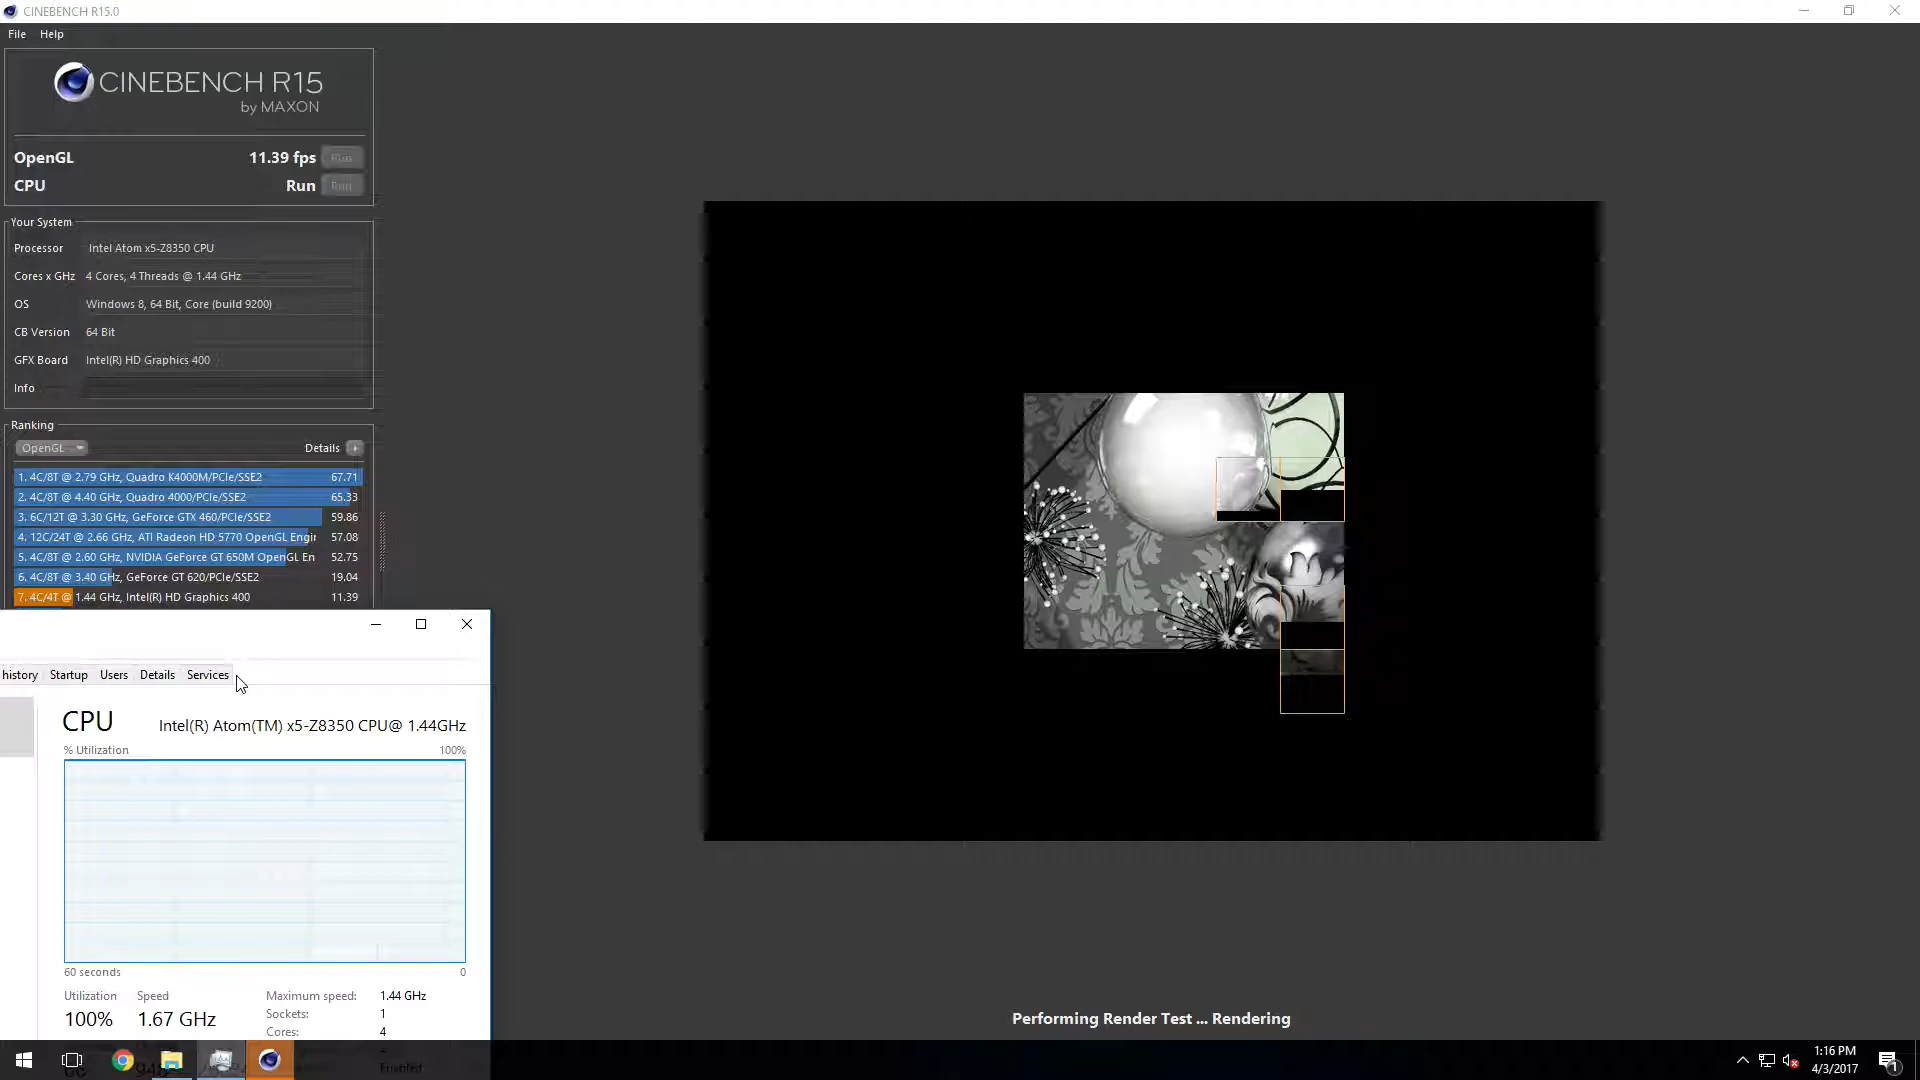 CINEBENCH R15.0
File Help
CINEBENCH R15
by MAXON
OpenGL 11.39 fps Run
CPU Run Run
Your System
Processor Intel Atom x5-Z8350 CPU
Cores x GHz 4 Cores, 4 Threads @ 1.44 GHz
OS Windows 8, 64 Bit, Core (build 9200)
CB Version 64 Bit
GFX Board Intel(R) HD Graphics 400
Info
Ranking
OpenGL Details
1. 4C/8T @ 2.79 GHz, Quadro K4000M/PCIe/SSE2 67.71
2. 4C/8T @ 4.40 GHz, Quadro 4000/PCIe/SSE2 65.33
3. 6C/12T @ 3.30 GHz, GeForce GTX 460/PCIe/SSE2 59.86
4. 12C/24T @ 2.66 GHz, ATI Radeon HD 5770 OpenGL Engir 57.08
5. 4C/8T @ 2.60 GHz, NVIDIA GeForce GT 650M OpenGL En 52.75
6. 4C/8T @ 3.40 GHz, GeForce GT 620/PCIe/SSE2 19.04
7. 4C/4T @ 1.44 GHz, Intel(R) HD Graphics 400 11.39
history Startup Users Details Services
CPU Intel(R) Atom(TM) x5-Z8350 CPU@ 1.44GHz
% Utilization 100%
60 seconds 0
Utilization Speed Maximum speed: 1.44 GHz
Sockets: 1
100% 1.67 GHz Cores: 4
Enabled
Performing Render Test ... Rendering
1:16 PM
4/3/2017
1